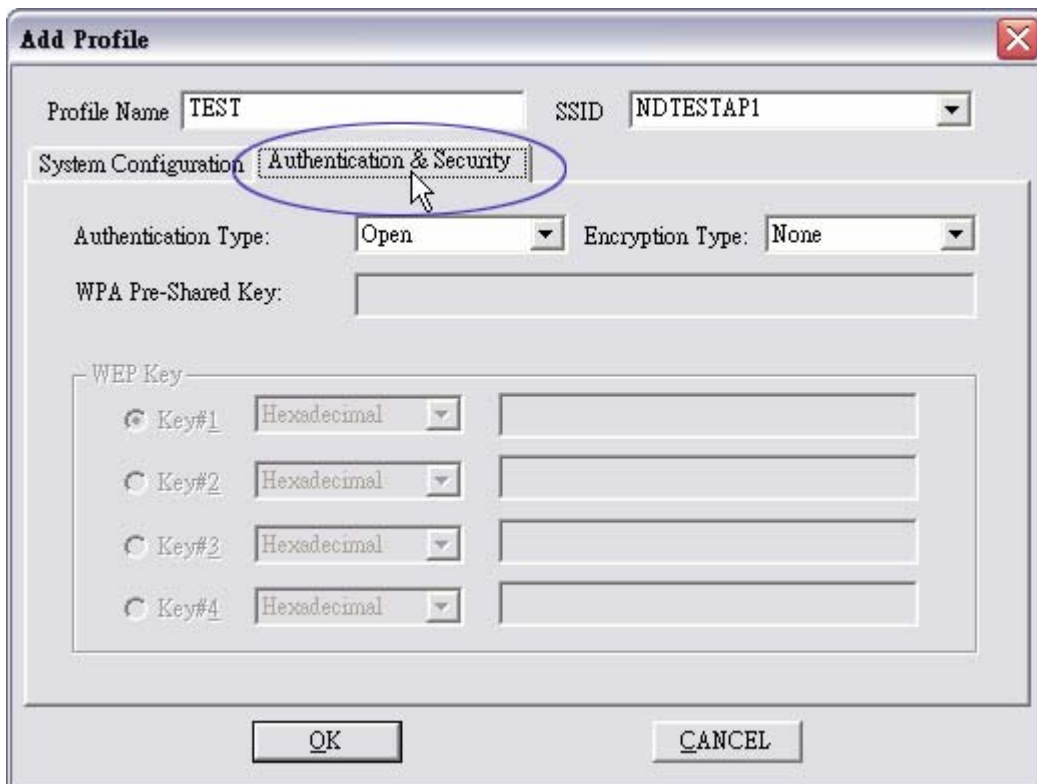 Add Profile
Profile Name TEST SSID NDTESTAP1
System Configuration Authentication & Security
Authentication Type: Open Encryption Type: None
WPA Pre-Shared Key:
WEP Key
Key#1 Hexadecimal
Key#2 Hexadecimal
Key#3 Hexadecimal
Key#4 Hexadecimal
OK CANCEL